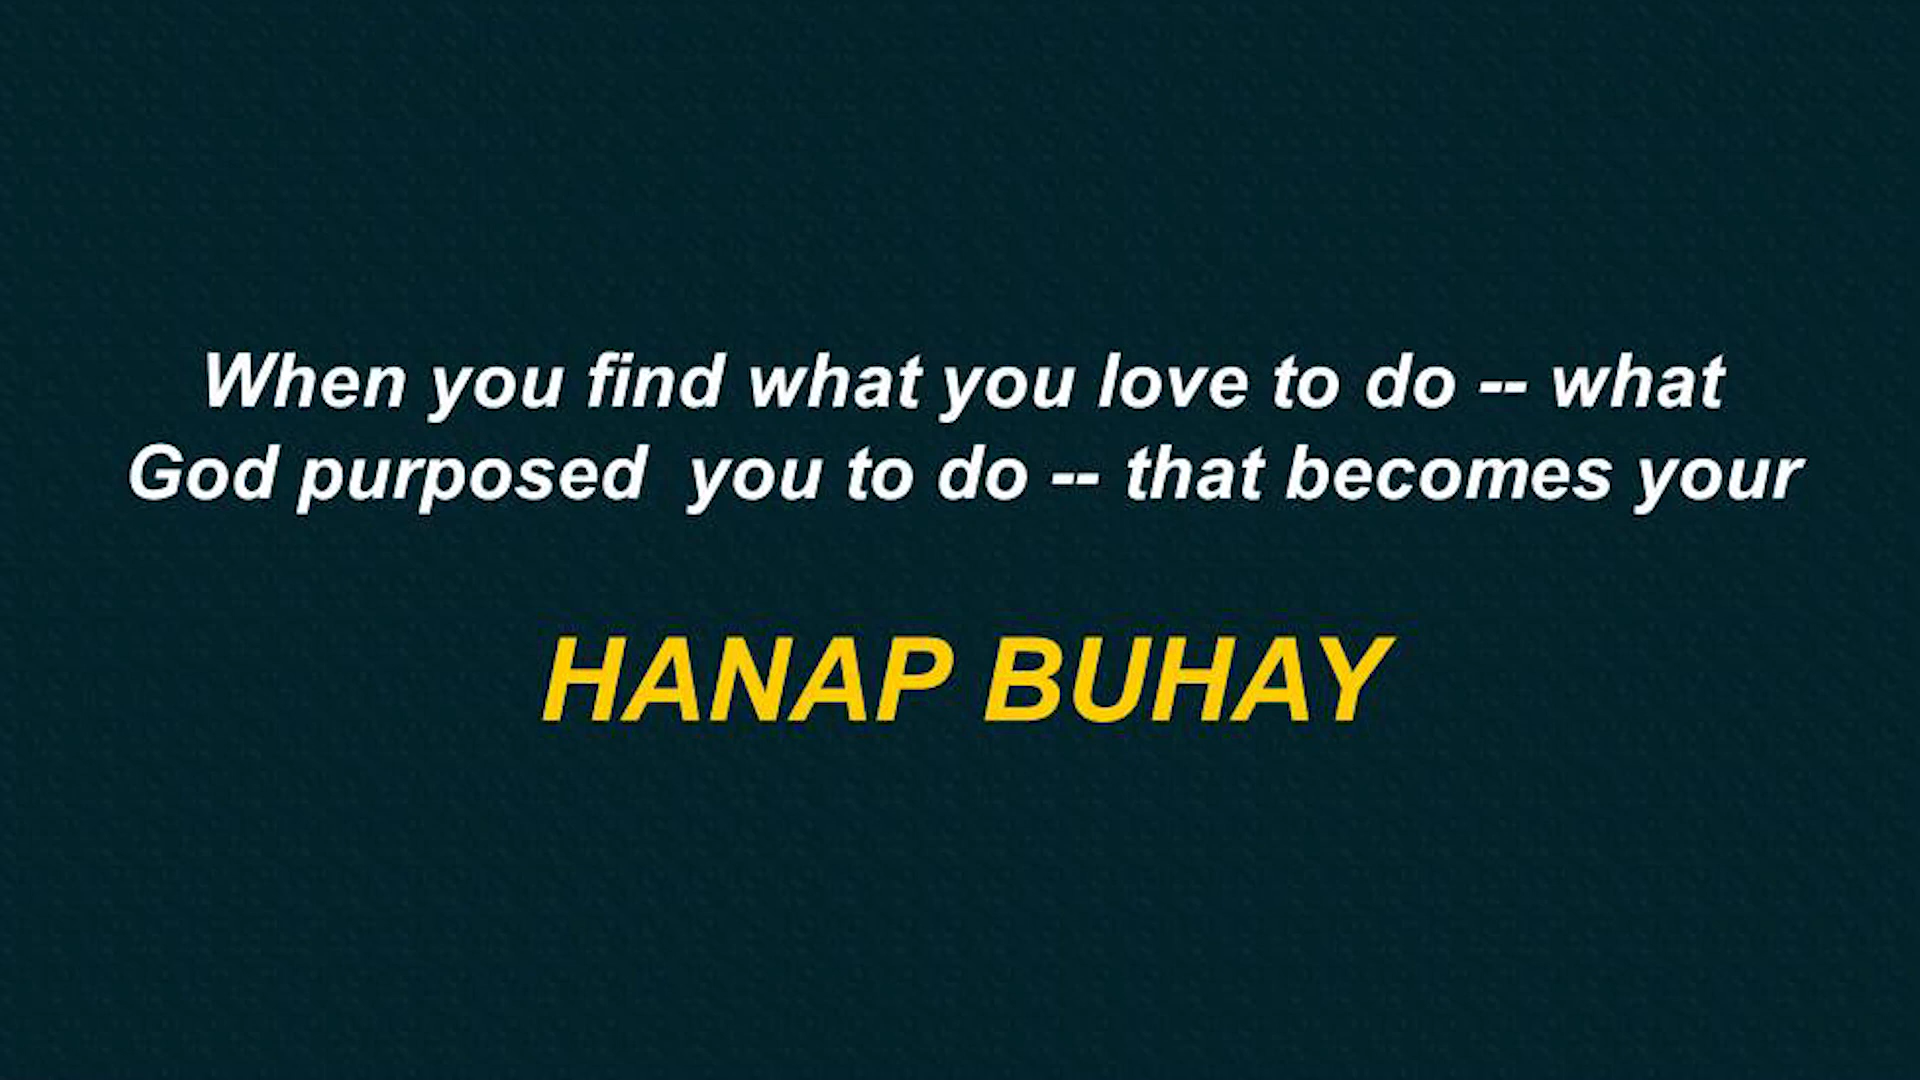 When you find what you love to do -- what
God purposed  you to do -- that becomes your
HANAP BUHAY